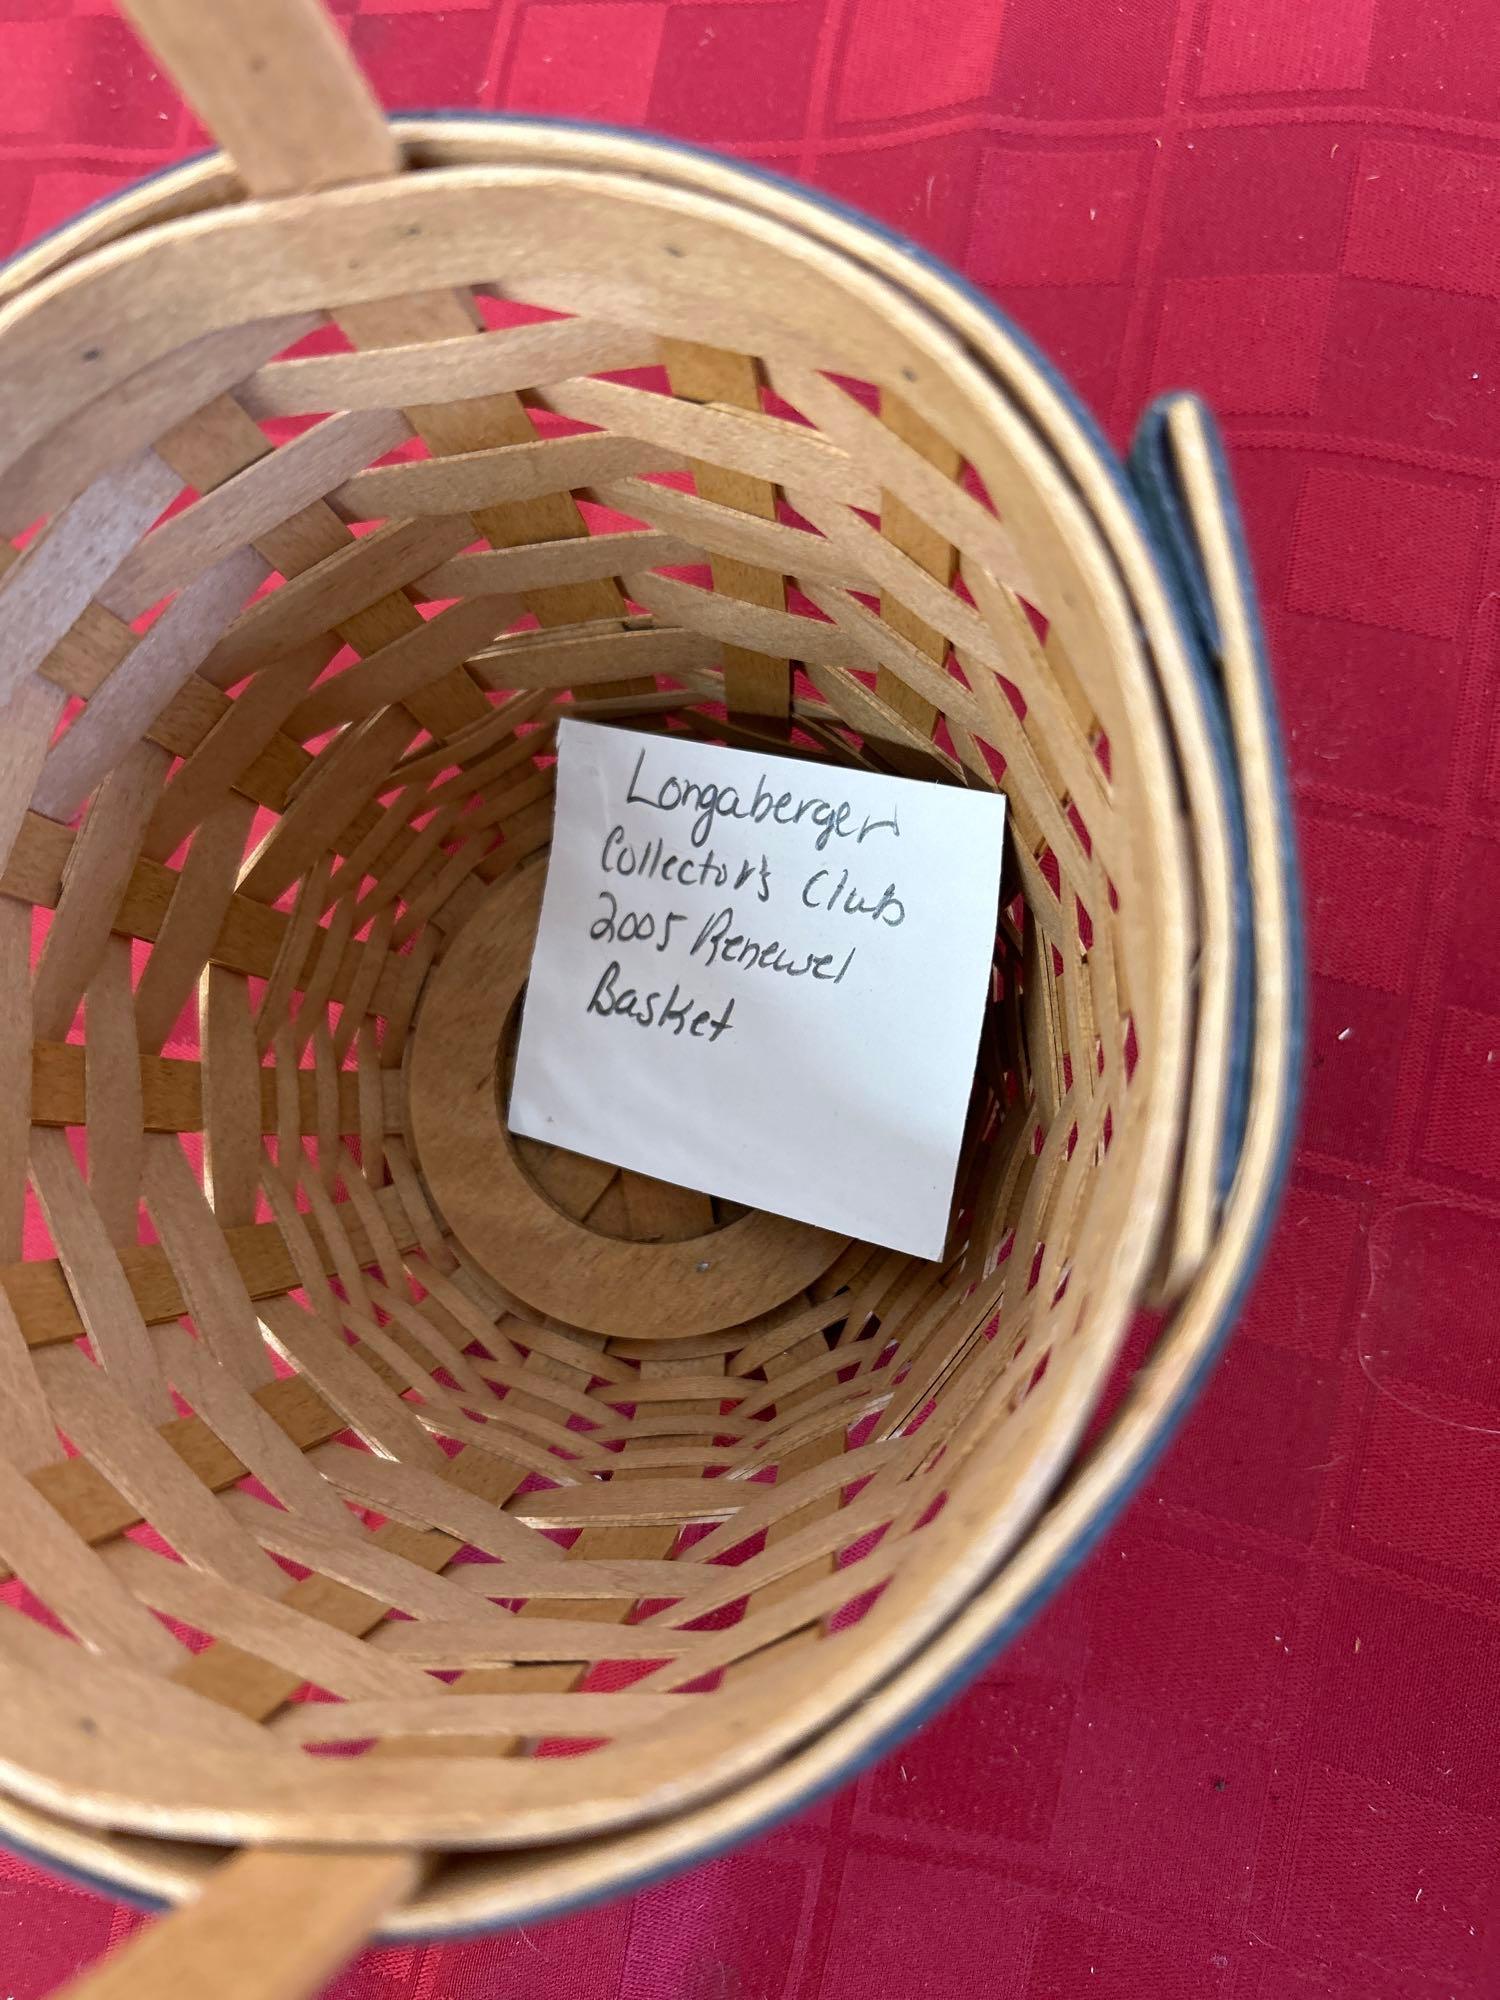 Longaberger
Collector's Club
2005 Renewel
Basket